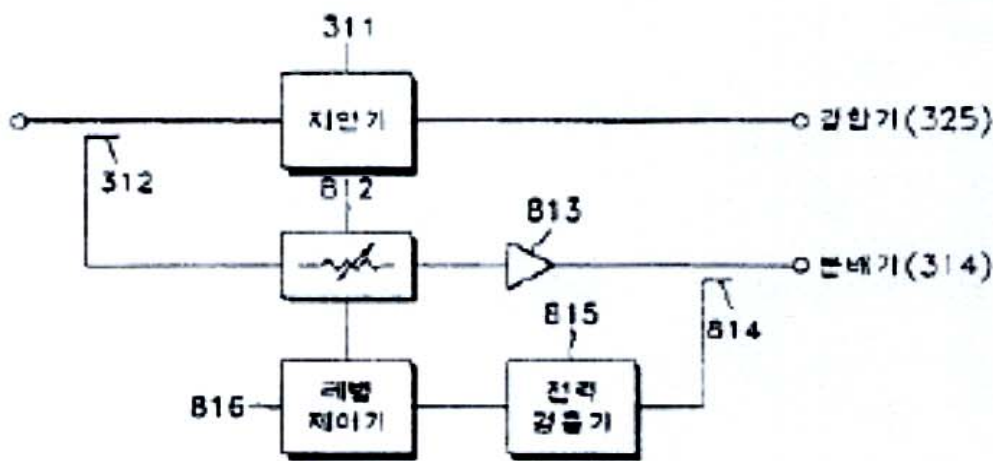 311
지연기
결합기(325)
312
812
813
분배기(314)
814
815
816
레벨
제어기
전력
검출기